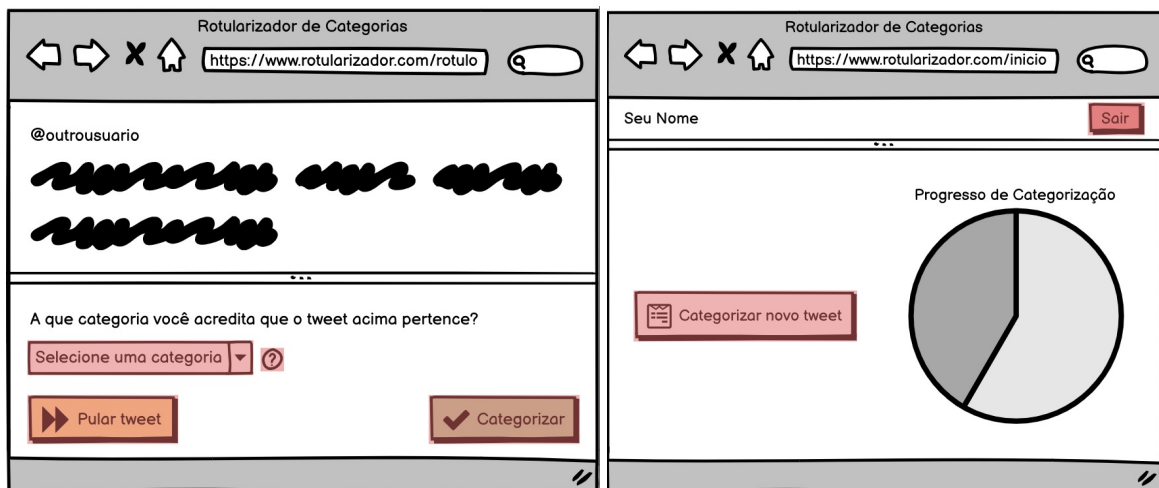 Rotularizador de Categorias
https://www.rotularizador.com/rotulo
@outrousuario
A que categoria você acredita que o tweet acima pertence?
Selecione uma categoria
?
Pular tweet
Categorizar
Rotularizador de Categorias
https://www.rotularizador.com/inicio
Seu Nome
Sair
Progresso de Categorização
Categorizar novo tweet